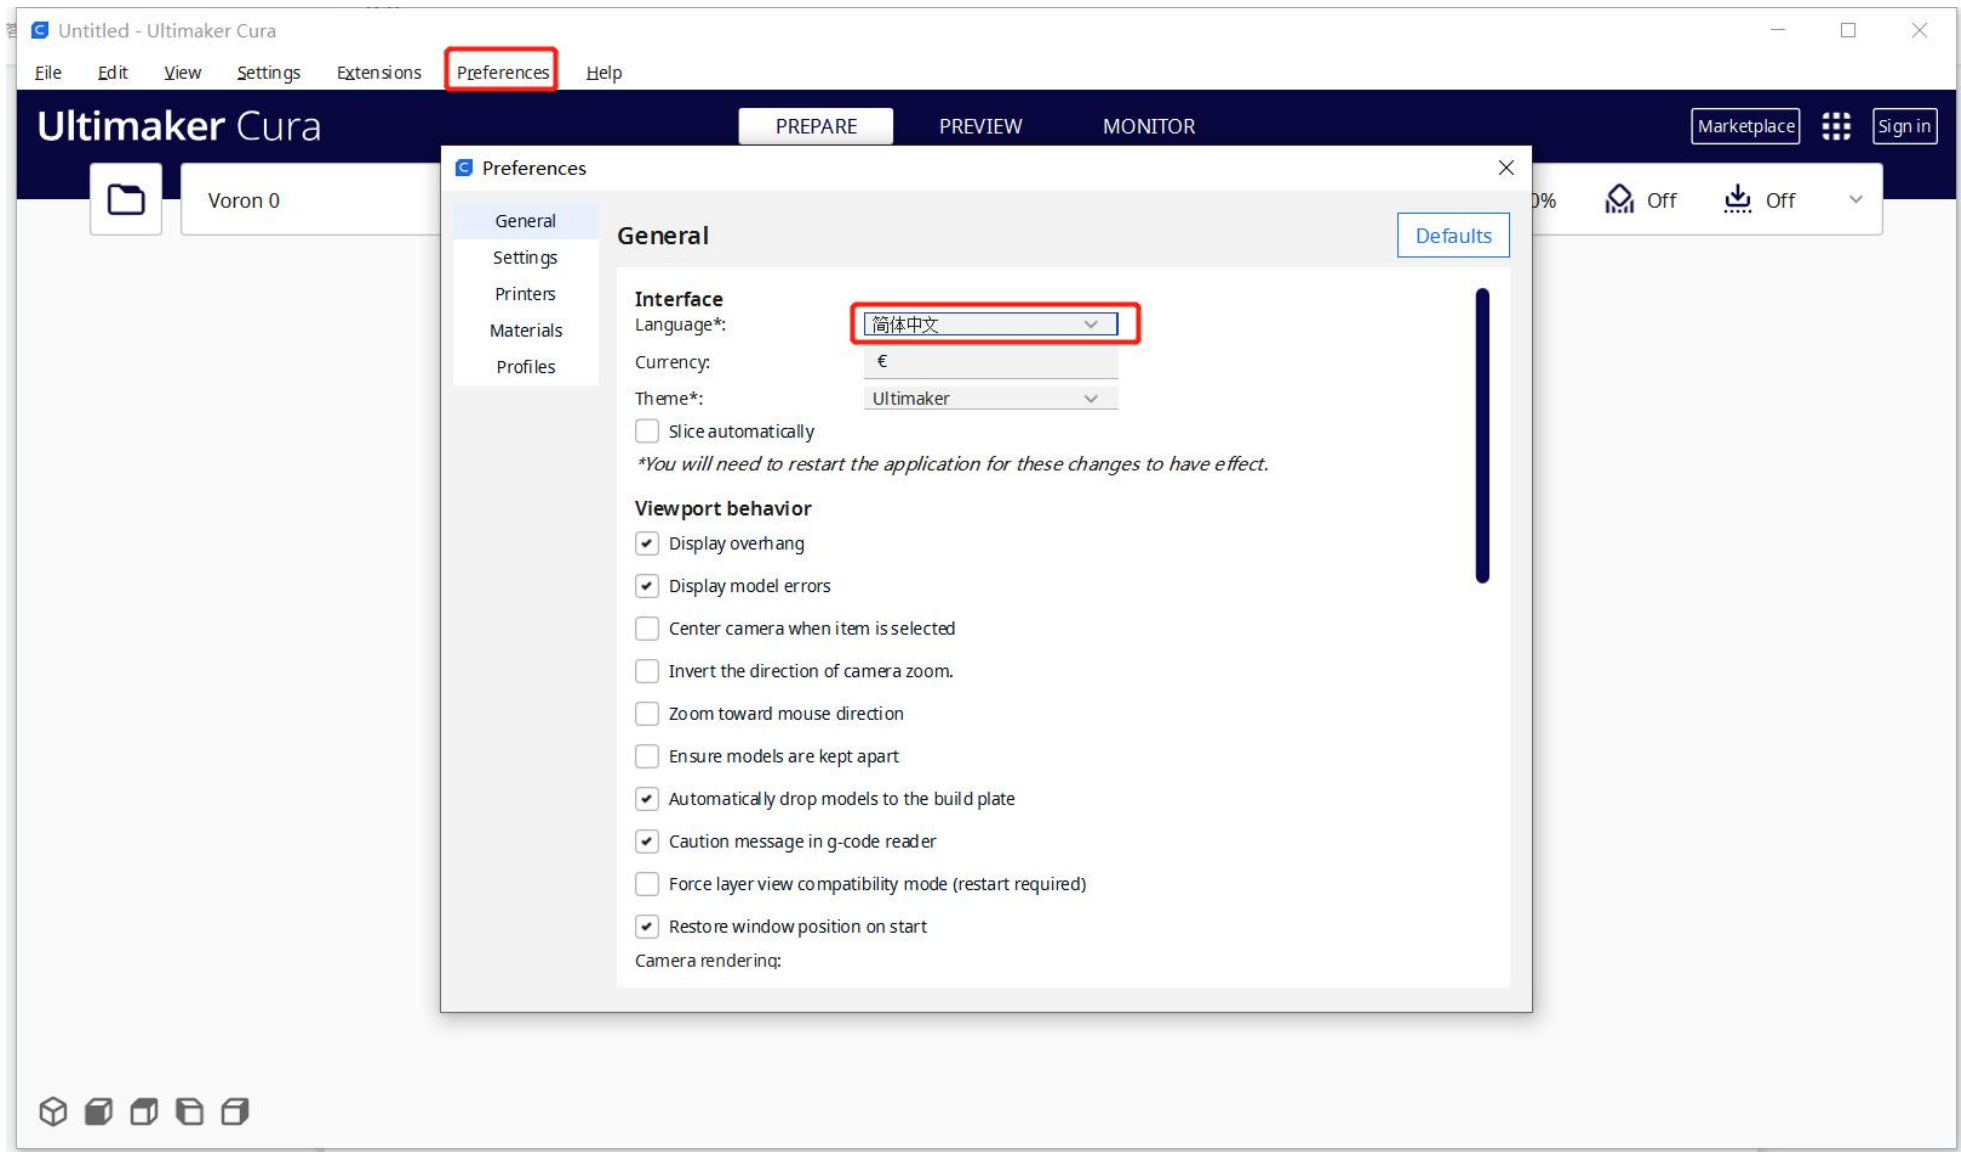 Untitled - Ultimaker Cura
File Edit View Settings Extensions Preferences Help
Ultimaker Cura PREPARE PREVIEW MONITOR Marketplace Sign in
Voron 0
0% Off Off
Preferences
General
Settings
Printers
Materials
Profiles
General Defaults
Interface
Language*: 简体中文
Currency: €
Theme*: Ultimaker
Slice automatically
*You will need to restart the application for these changes to have effect.
Viewport behavior
Display overhang
Display model errors
Center camera when item is selected
Invert the direction of camera zoom.
Zoom toward mouse direction
Ensure models are kept apart
Automatically drop models to the build plate
Caution message in g-code reader
Force layer view compatibility mode (restart required)
Restore window position on start
Camera rendering: